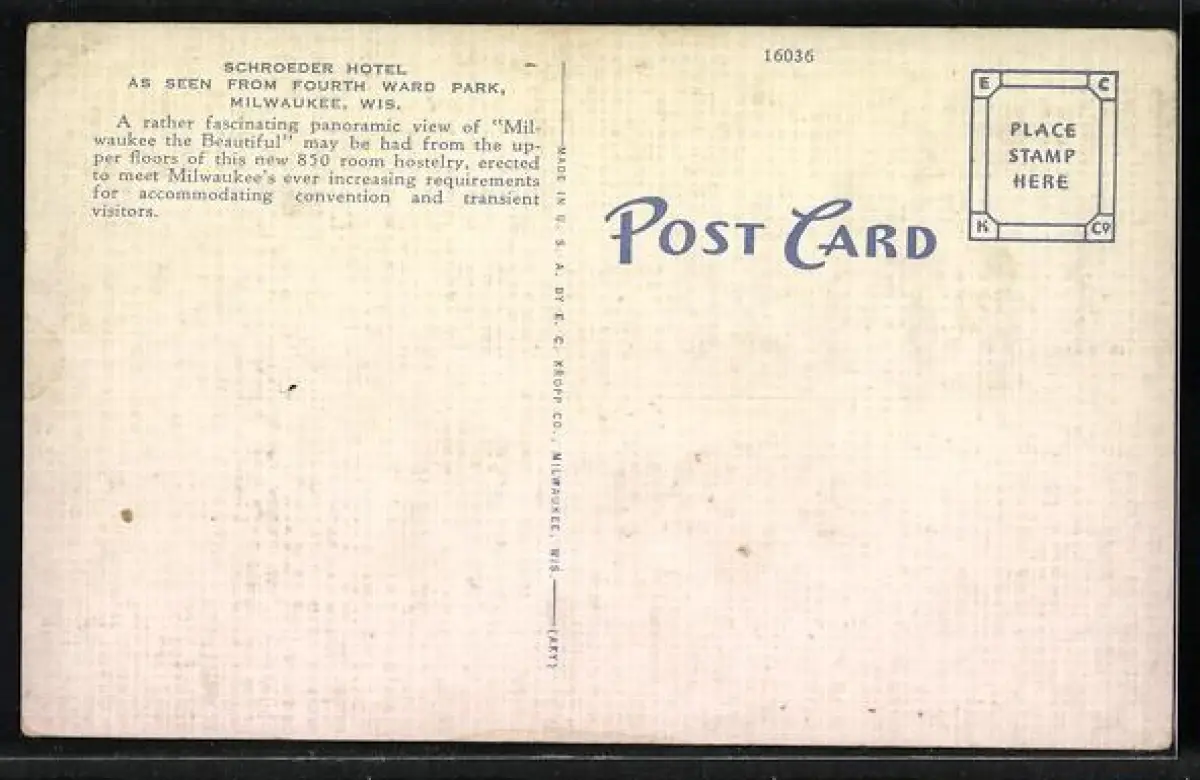 SCHROEDER HOTEL
AS SEEN FROM FOURTH WARD PARK,
MILWAUKEE, WIS.
A rather fascinating panoramic view of "Mil-
waukee the Beautiful" may be had from the up-
per floors of this new 850 room hostelry, erected
to meet Milwaukee's ever increasing requirements
for accommodating convention and transient
visitors.
MADE IN U. S. A. BY E. C. KROPP CO., MILWAUKEE, WIS. (AKY)
16036
POST CARD
E C
PLACE
STAMP
HERE
K CO